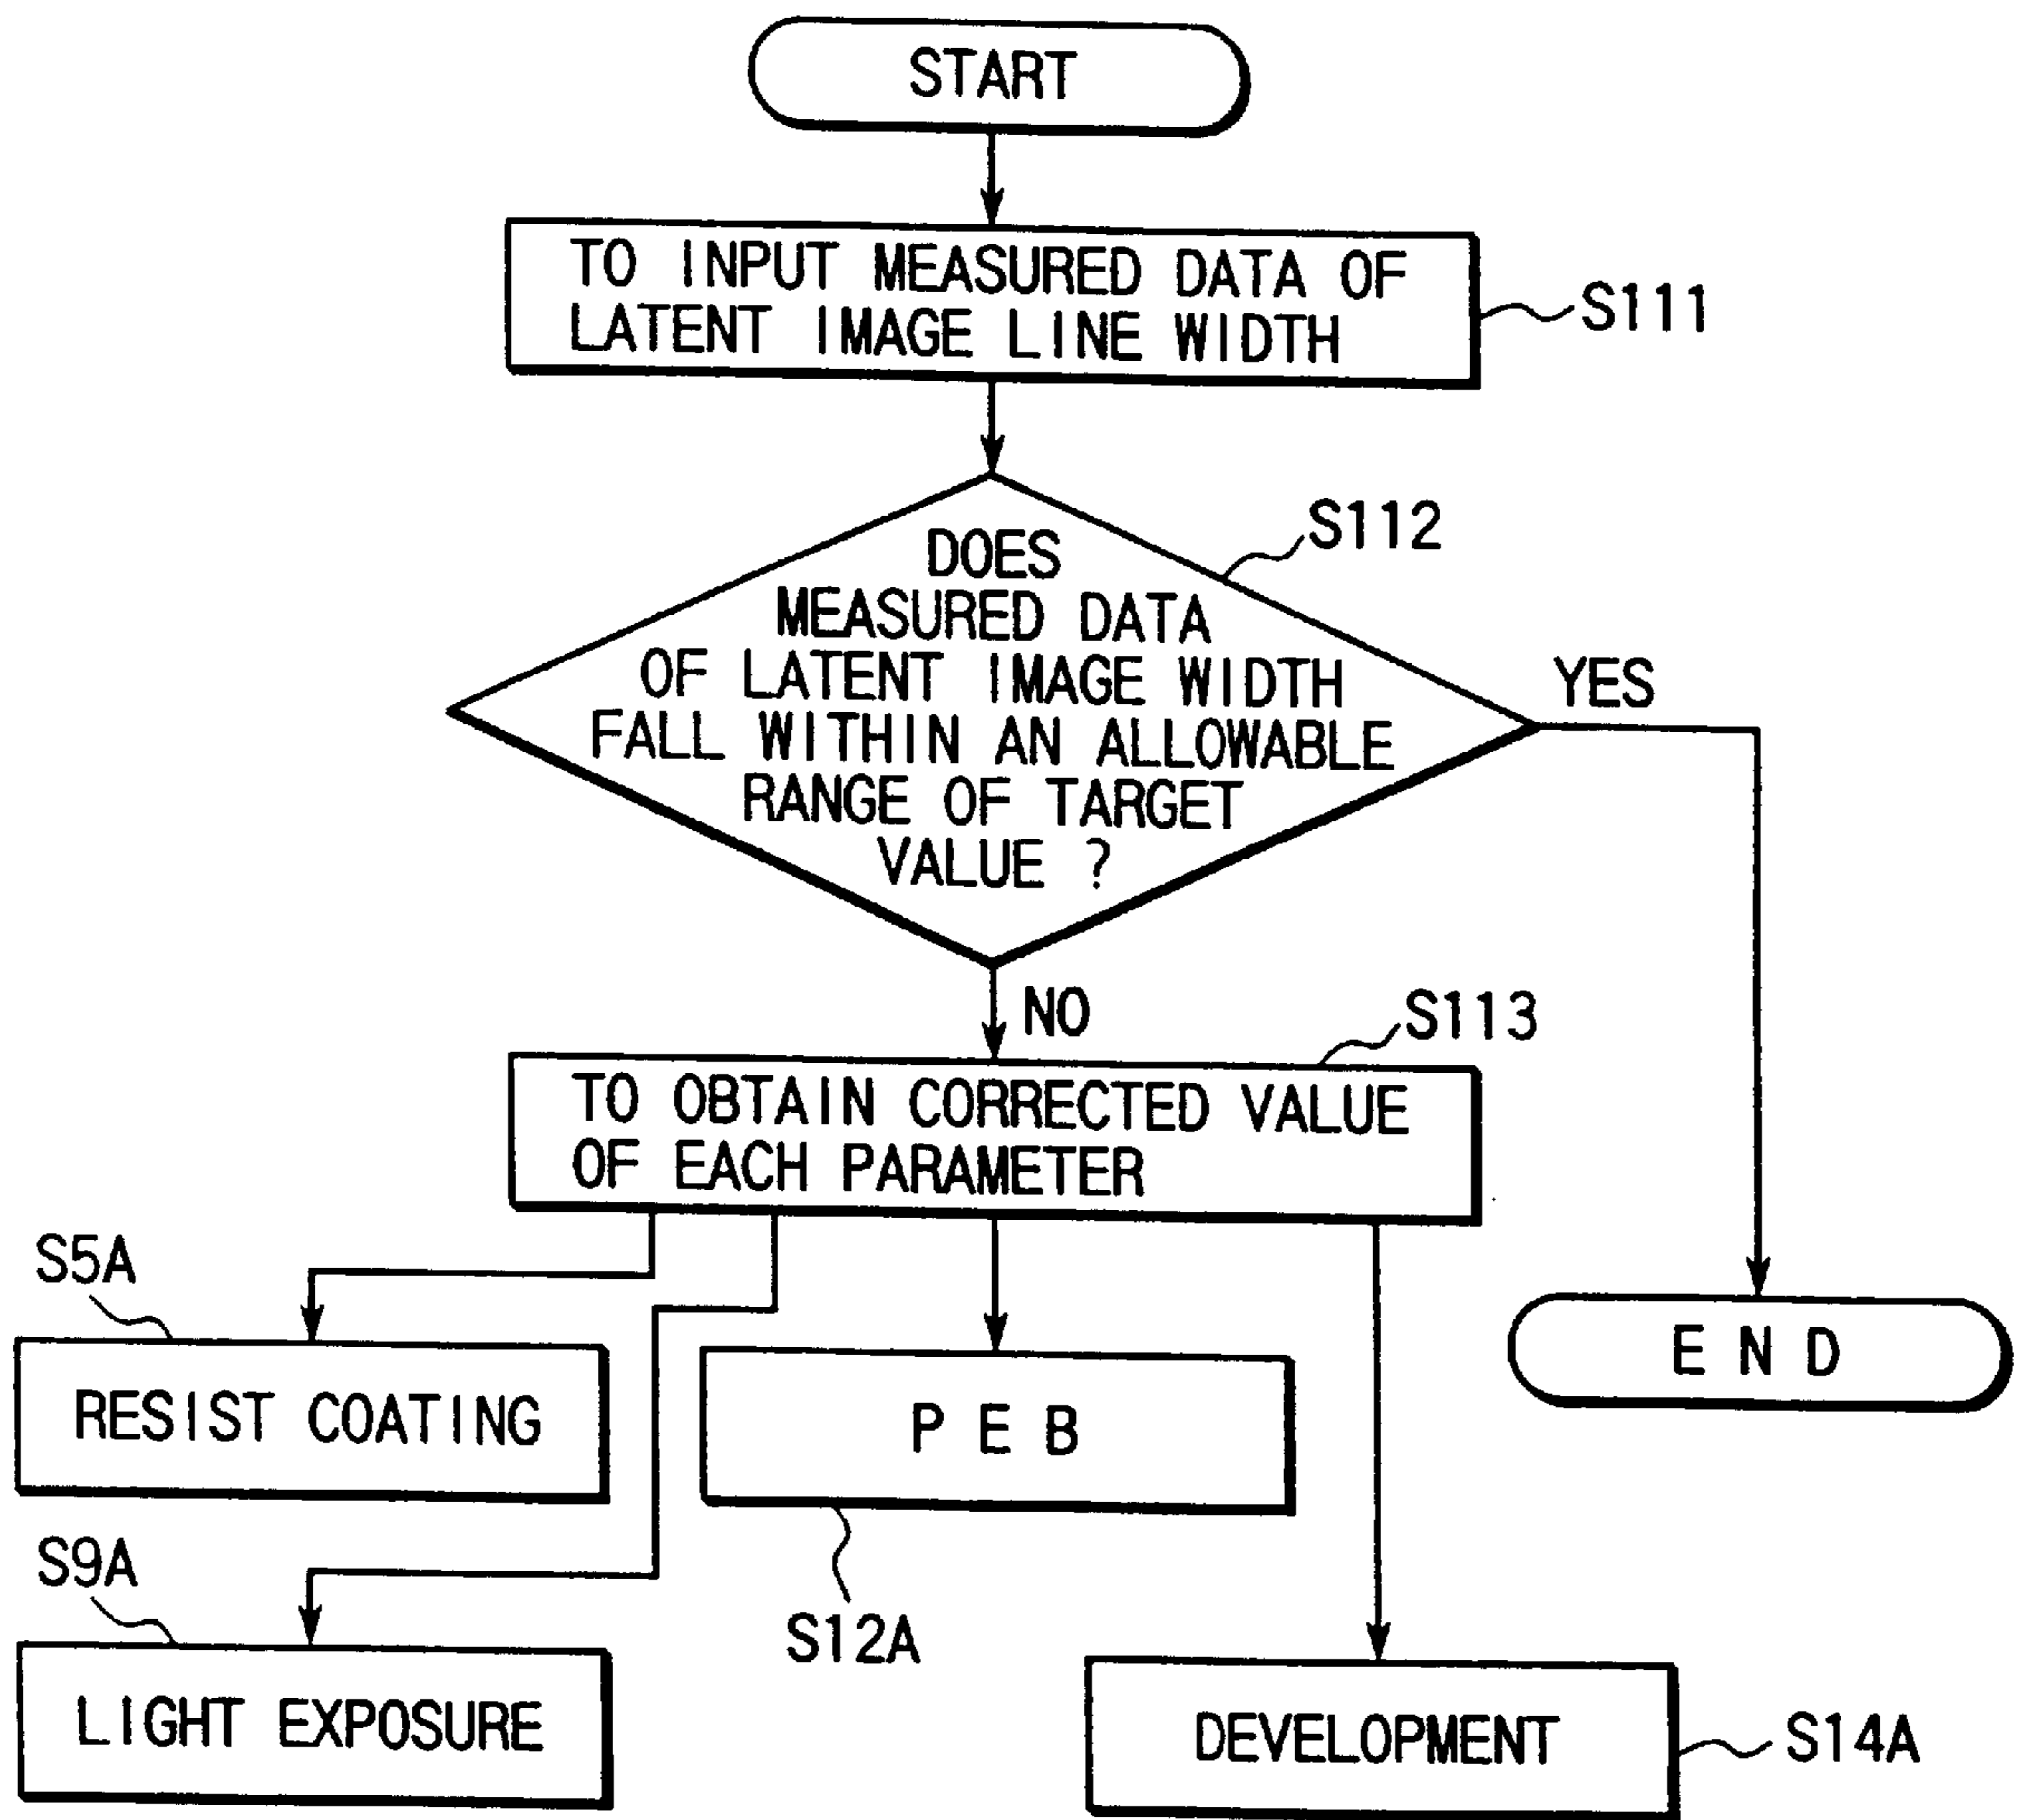 START
TO INPUT MEASURED DATA OF
LATENT IMAGE LINE WIDTH
S111
S112
DOES
MEASURED DATA
OF LATENT IMAGE WIDTH
FALL WITHIN AN ALLOWABLE
RANGE OF TARGET
VALUE ?
YES
NO
S113
TO OBTAIN CORRECTED VALUE
OF EACH PARAMETER
S5A
RESIST COATING
P E B
E N D
S9A
S12A
LIGHT EXPOSURE
DEVELOPMENT
S14A